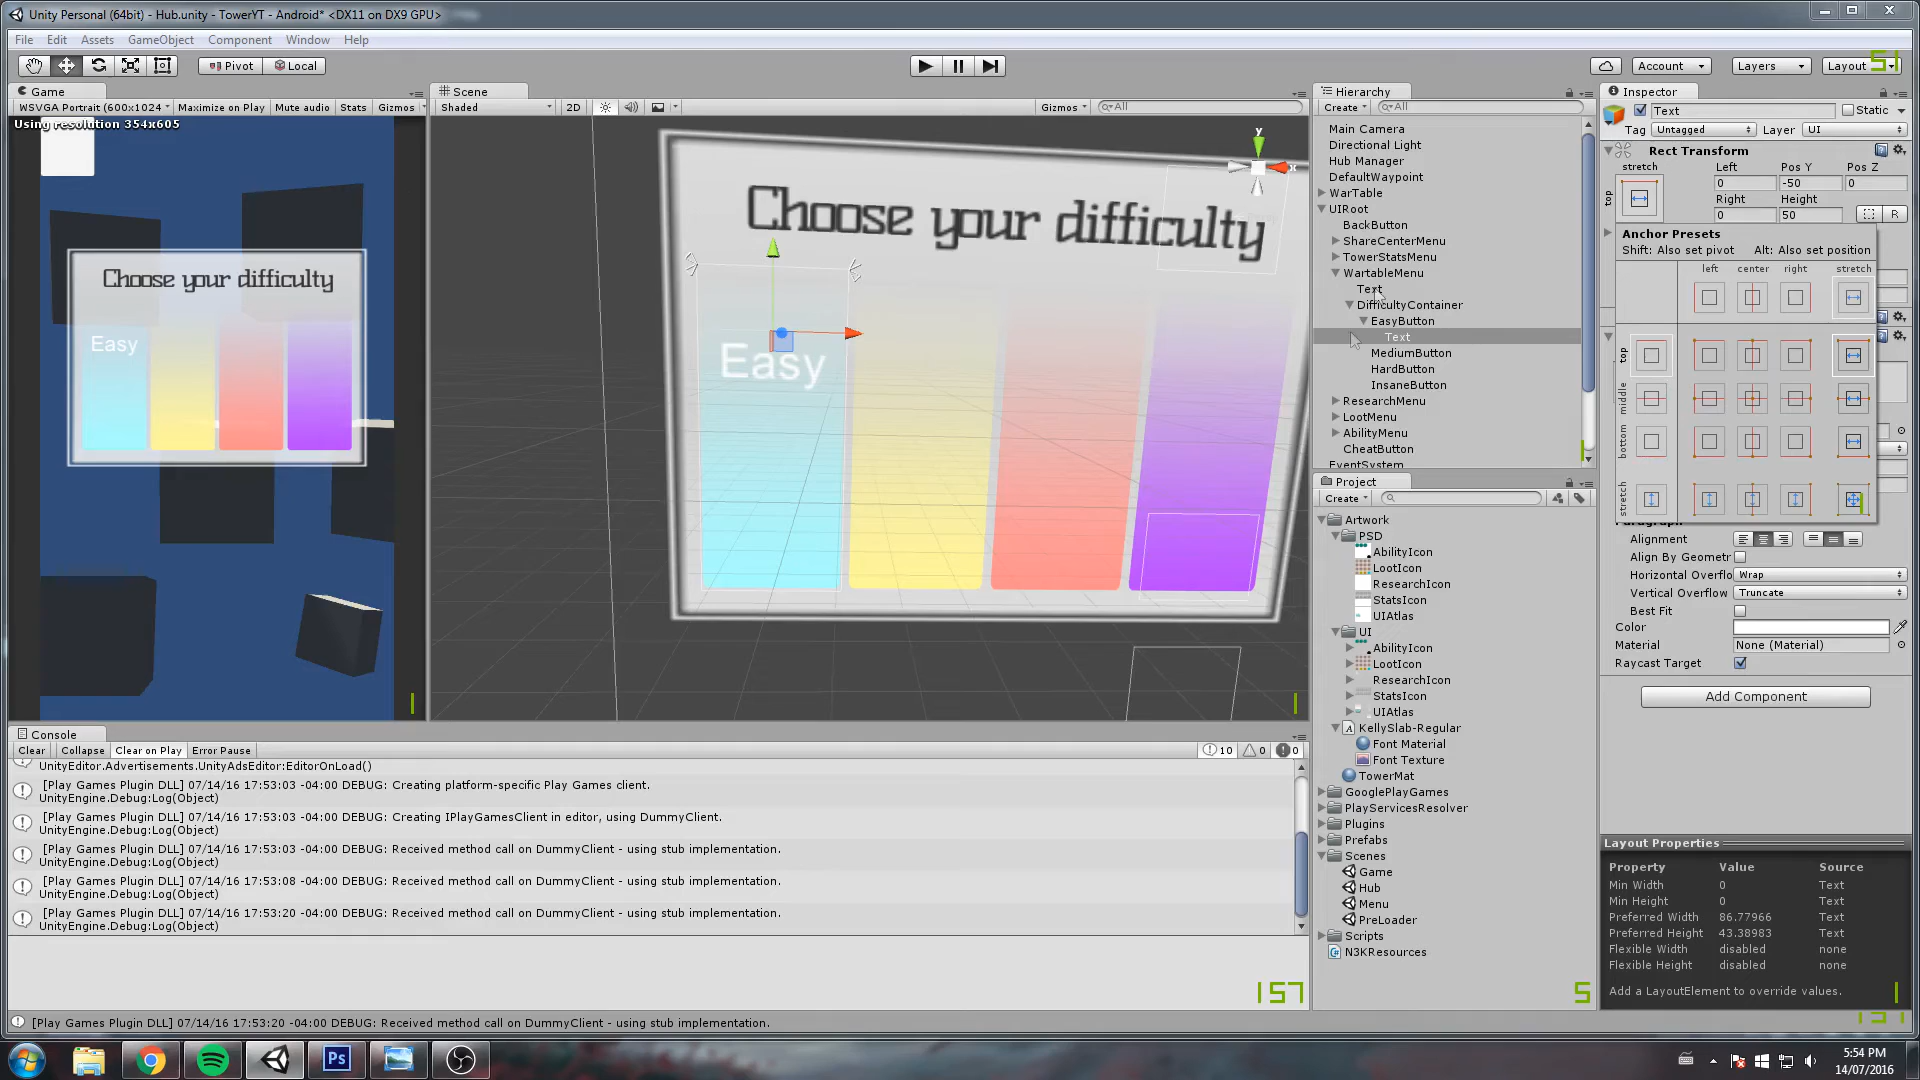 Unity Personal (64bit) - Hub.unity - TowerYT - Android* <DX11 on DX9 GPU>
File Edit Assets GameObject Component Window Help
Pivot Local Account Layers Layout 51
Game
WSVGA Portrait (600x1024 Maximize on Play Mute audio Stats Gizmos
Using resolution 354x605
Choose your difficulty
Easy
Scene
Shaded 2D Gizmos All
y
x
Choose your difficulty
Easy
Hierarchy
Create All
Main Camera
Directional Light
Hub Manager
DefaultWaypoint
WarTable
UIRoot
BackButton
ShareCenterMenu
TowerStatsMenu
WartableMenu
Text
DifficultyContainer
EasyButton
Text
MediumButton
HardButton
InsaneButton
ResearchMenu
LootMenu
AbilityMenu
CheatButton
EventSystem
Project
Create
Artwork
PSD
AbilityIcon
LootIcon
ResearchIcon
StatsIcon
UIAtlas
UI
AbilityIcon
LootIcon
ResearchIcon
StatsIcon
UIAtlas
KellySlab-Regular
Font Material
Font Texture
TowerMat
GooglePlayGames
PlayServicesResolver
Plugins
Prefabs
Scenes
Game
Hub
Menu
PreLoader
Scripts
N3KResources
5
Inspector
Text Static
Tag Untagged Layer UI
Rect Transform
stretch Left Pos Y Pos Z
top 0 -50 0
Right Height
0 50 R
Anchor Presets
Shift: Also set pivot Alt: Also set position
left center right stretch
top
middle
bottom
stretch
Alignment
Align By Geometr
Horizontal Overflo Wrap
Vertical Overflow Truncate
Best Fit
Color
Material None (Material)
Raycast Target
Add Component
Layout Properties
Property Value Source
Min Width 0 Text
Min Height 0 Text
Preferred Width 86.77966 Text
Preferred Height 43.38983 Text
Flexible Width disabled none
Flexible Height disabled none
Add a LayoutElement to override values.
Console
Clear Collapse Clear on Play Error Pause 10 0 0
UnityEditor.Advertisements.UnityAdsEditor:EditorOnLoad()
[Play Games Plugin DLL] 07/14/16 17:53:03 -04:00 DEBUG: Creating platform-specific Play Games client.
UnityEngine.Debug:Log(Object)
[Play Games Plugin DLL] 07/14/16 17:53:03 -04:00 DEBUG: Creating IPlayGamesClient in editor, using DummyClient.
UnityEngine.Debug:Log(Object)
[Play Games Plugin DLL] 07/14/16 17:53:03 -04:00 DEBUG: Received method call on DummyClient - using stub implementation.
UnityEngine.Debug:Log(Object)
[Play Games Plugin DLL] 07/14/16 17:53:08 -04:00 DEBUG: Received method call on DummyClient - using stub implementation.
UnityEngine.Debug:Log(Object)
[Play Games Plugin DLL] 07/14/16 17:53:20 -04:00 DEBUG: Received method call on DummyClient - using stub implementation.
UnityEngine.Debug:Log(Object)
157
[Play Games Plugin DLL] 07/14/16 17:53:20 -04:00 DEBUG: Received method call on DummyClient - using stub implementation.
Ps
5:54 PM
14/07/2016